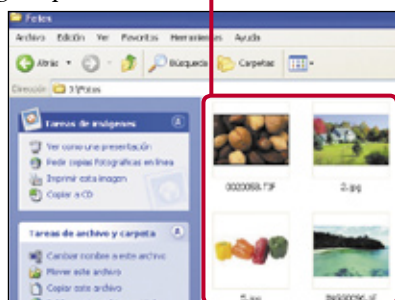 Fotos
Archivo Edición Ver Favoritos Herramientas Ayuda
Atrás Búsqueda Carpetas
Dirección J:\Fotos
Tareas de imágenes
Ver como una presentación
Pedir copias fotográficas en línea
Imprimir esta imagen
Copiar a CD
Tareas de archivo y carpeta
Cambiar nombre a este archivo
Mover este archivo
Copiar este archivo
2.jpg